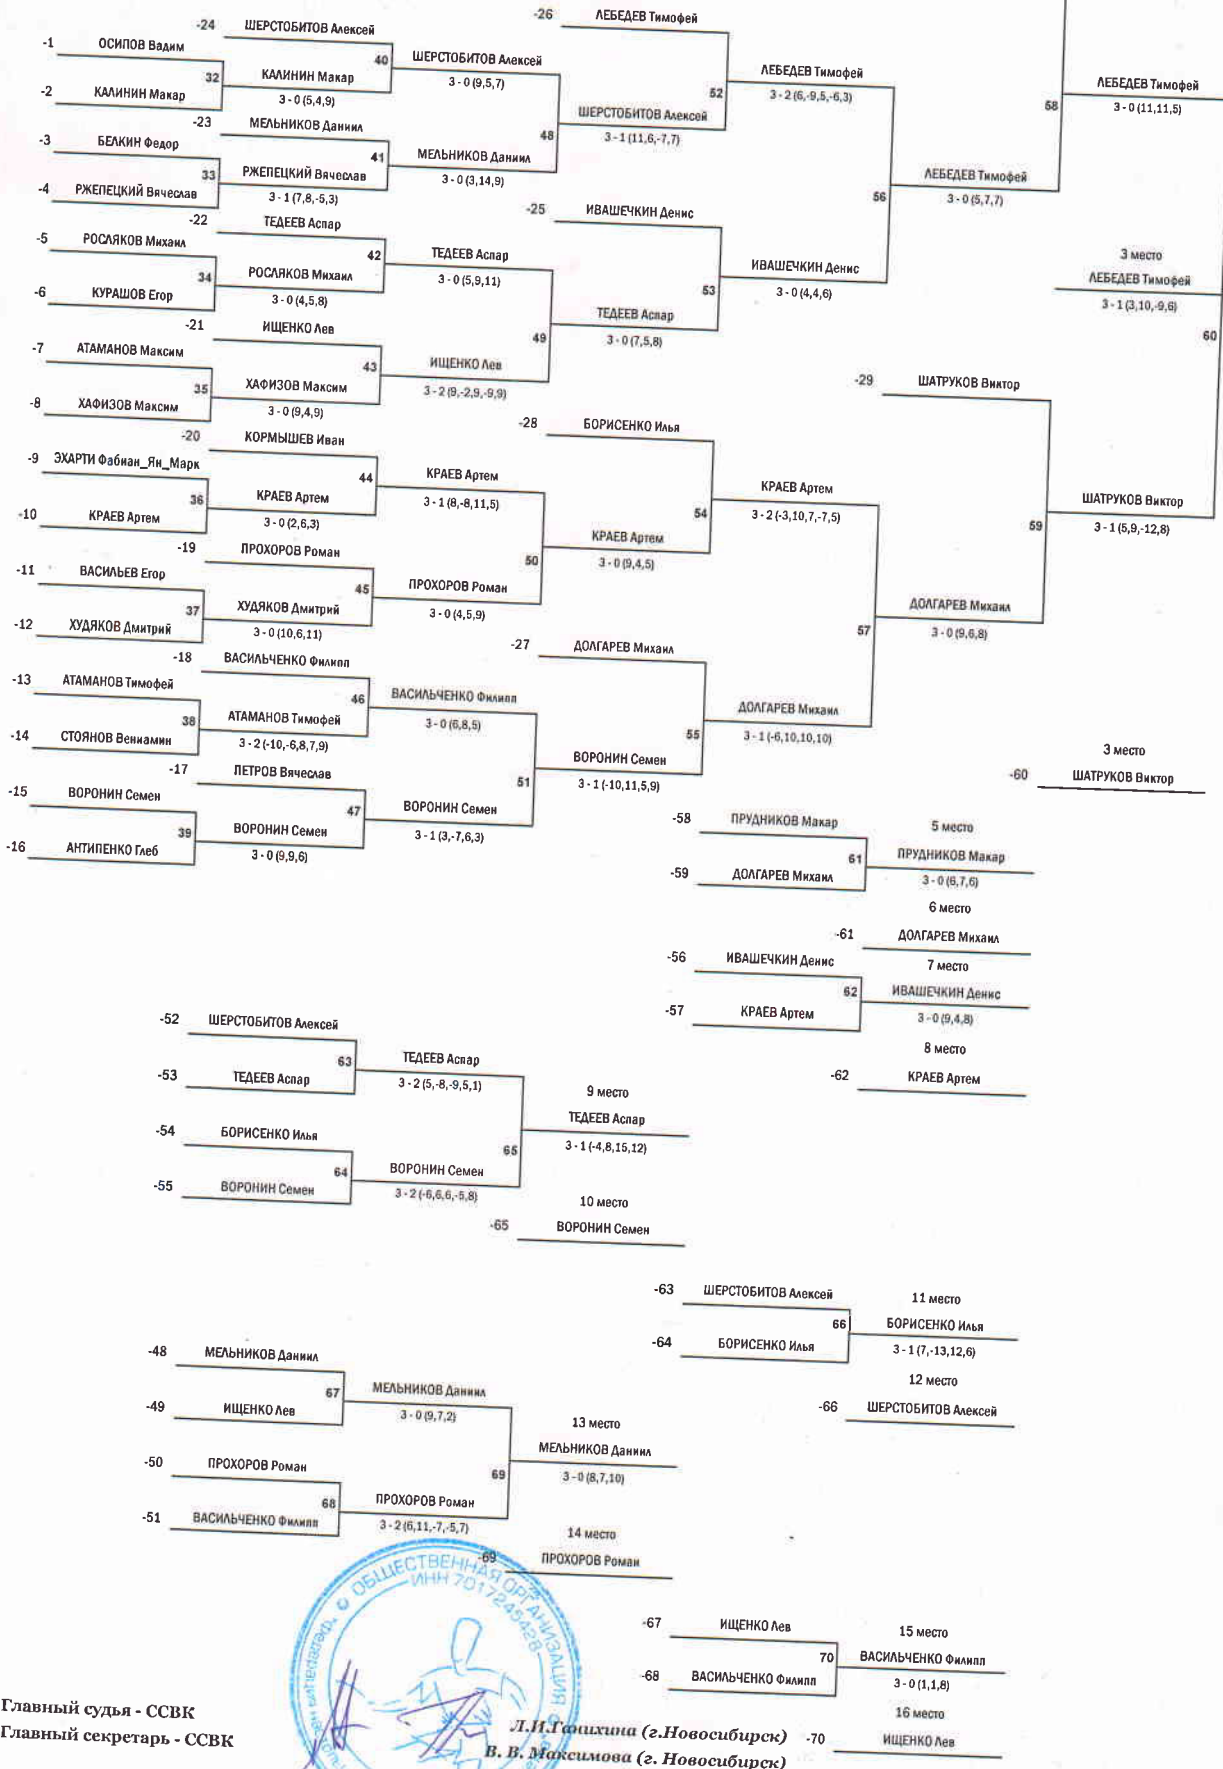 -26 ЛЕБЕДЕВ Тимофей
-24 ШЕРСТОБИТОВ Алексей
-1 ОСИПОВ Вадим
32
-2 КАЛИНИН Макар
КАЛИНИН Макар
3 - 0 (5,4,9)
40
ШЕРСТОБИТОВ Алексей
3 - 0 (9,5,7)
-23 МЕЛЬНИКОВ Даниил
-3 БЕЛКИН Федор
33
-4 РЖЕПЕЦКИЙ Вячеслав
РЖЕПЕЦКИЙ Вячеслав
3 - 1 (7,8,-5,3)
41
МЕЛЬНИКОВ Даниил
3 - 0 (3,14,9)
48
ШЕРСТОБИТОВ Алексей
3 - 1 (11,6,-7,7)
52
ЛЕБЕДЕВ Тимофей
3 - 2 (6,-9,5,-6,3)
-22 ТЕДЕЕВ Аспар
-5 РОСЛЯКОВ Михаил
34
-6 КУРАШОВ Егор
РОСЛЯКОВ Михаил
3 - 0 (4,5,8)
42
ТЕДЕЕВ Аспар
3 - 0 (5,9,11)
-21 ИЩЕНКО Лев
-7 АТАМАНОВ Максим
35
-8 ХАФИЗОВ Максим
ХАФИЗОВ Максим
3 - 0 (9,4,9)
43
ИЩЕНКО Лев
3 - 2 (9,-2,9,-9,9)
49
ТЕДЕЕВ Аспар
3 - 0 (7,5,8)
-25 ИВАШЕЧКИН Денис
53
ИВАШЕЧКИН Денис
3 - 0 (4,4,6)
56
ЛЕБЕДЕВ Тимофей
3 - 0 (5,7,7)
58
ЛЕБЕДЕВ Тимофей
3 - 0 (11,11,5)
3 место
ЛЕБЕДЕВ Тимофей
3 - 1 (3,10,-9,6)
60
-20 КОРМЫШЕВ Иван
-9 ЭХАРТИ Фабиан_Ян_Марк
36
-10 КРАЕВ Артем
КРАЕВ Артем
3 - 0 (2,6,3)
44
КРАЕВ Артем
3 - 1 (8,-8,11,5)
-19 ПРОХОРОВ Роман
-11 ВАСИЛЬЕВ Егор
37
-12 ХУДЯКОВ Дмитрий
ХУДЯКОВ Дмитрий
3 - 0 (10,6,11)
45
ПРОХОРОВ Роман
3 - 0 (4,5,9)
50
КРАЕВ Артем
3 - 0 (9,4,5)
-28 БОРИСЕНКО Илья
54
КРАЕВ Артем
3 - 2 (-3,10,7,-7,5)
-18 ВАСИЛЬЧЕНКО Филипп
-13 АТАМАНОВ Тимофей
38
-14 СТОЯНОВ Вениамин
АТАМАНОВ Тимофей
3 - 2 (-10,-6,8,7,9)
46
ВАСИЛЬЧЕНКО Филипп
3 - 0 (6,8,5)
-17 ПЕТРОВ Вячеслав
-15 ВОРОНИН Семен
39
-16 АНТИПЕНКО Глеб
ВОРОНИН Семен
3 - 0 (9,9,6)
47
ВОРОНИН Семен
3 - 1 (3,-7,6,3)
51
ВОРОНИН Семен
3 - 1 (-10,11,5,9)
-27 ДОЛГАРЕВ Михаил
55
ДОЛГАРЕВ Михаил
3 - 1 (-6,10,10,10)
57
ДОЛГАРЕВ Михаил
3 - 0 (9,6,8)
-29 ШАТРУКОВ Виктор
59
ШАТРУКОВ Виктор
3 - 1 (5,9,-12,8)
3 место
-60 ШАТРУКОВ Виктор
-58 ПРУДНИКОВ Макар
61
-59 ДОЛГАРЕВ Михаил
5 место
ПРУДНИКОВ Макар
3 - 0 (6,7,6)
6 место
-61 ДОЛГАРЕВ Михаил
-56 ИВАШЕЧКИН Денис
62
-57 КРАЕВ Артем
7 место
ИВАШЕЧКИН Денис
3 - 0 (9,4,8)
8 место
-62 КРАЕВ Артем
-52 ШЕРСТОБИТОВ Алексей
63
-53 ТЕДЕЕВ Аспар
ТЕДЕЕВ Аспар
3 - 2 (5,-8,-9,5,1)
-54 БОРИСЕНКО Илья
64
-55 ВОРОНИН Семен
ВОРОНИН Семен
3 - 2 (-6,6,6,-5,8)
65
9 место
ТЕДЕЕВ Аспар
3 - 1 (-4,8,15,12)
10 место
-65 ВОРОНИН Семен
-63 ШЕРСТОБИТОВ Алексей
66
-64 БОРИСЕНКО Илья
11 место
БОРИСЕНКО Илья
3 - 1 (7,-13,12,6)
12 место
-66 ШЕРСТОБИТОВ Алексей
-48 МЕЛЬНИКОВ Даниил
67
-49 ИЩЕНКО Лев
МЕЛЬНИКОВ Даниил
3 - 0 (9,7,2)
-50 ПРОХОРОВ Роман
68
-51 ВАСИЛЬЧЕНКО Филипп
ПРОХОРОВ Роман
3 - 2 (6,11,-7,-5,7)
69
13 место
МЕЛЬНИКОВ Даниил
3 - 0 (8,7,10)
14 место
-69 ПРОХОРОВ Роман
-67 ИЩЕНКО Лев
70
-68 ВАСИЛЬЧЕНКО Филипп
15 место
ВАСИЛЬЧЕНКО Филипп
3 - 0 (1,1,8)
16 место
-70 ИЩЕНКО Лев
ОБЩЕСТВЕННАЯ ОРГАНИЗАЦИЯ
ИНН 7017245428
Главный судья - ССВК
Л.И.Ганихина (г.Новосибирск)
Главный секретарь - ССВК
В. В. Максимова (г. Новосибирск)